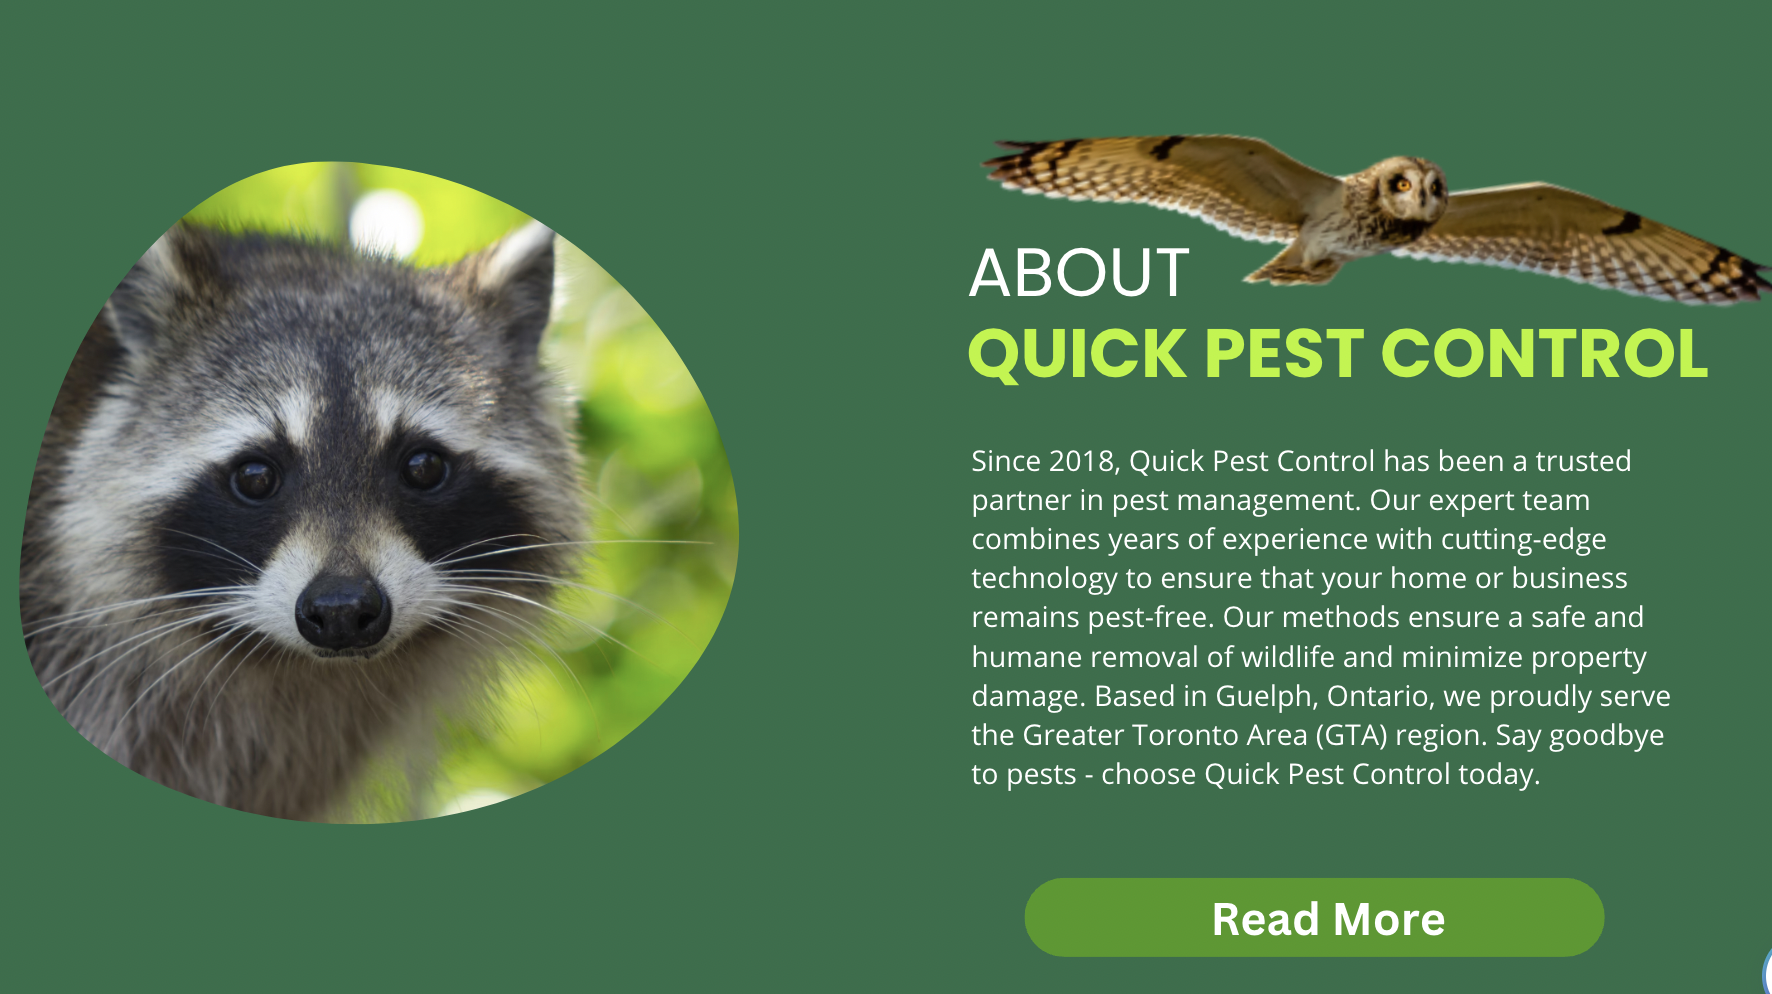 ABOUT
QUICK PEST CONTROL
Since 2018, Quick Pest Control has been a trusted
partner in pest management. Our expert team
combines years of experience with cutting-edge
technology to ensure that your home or business
remains pest-free. Our methods ensure a safe and
humane removal of wildlife and minimize property
damage. Based in Guelph, Ontario, we proudly serve
the Greater Toronto Area (GTA) region. Say goodbye
to pests - choose Quick Pest Control today.
Read More